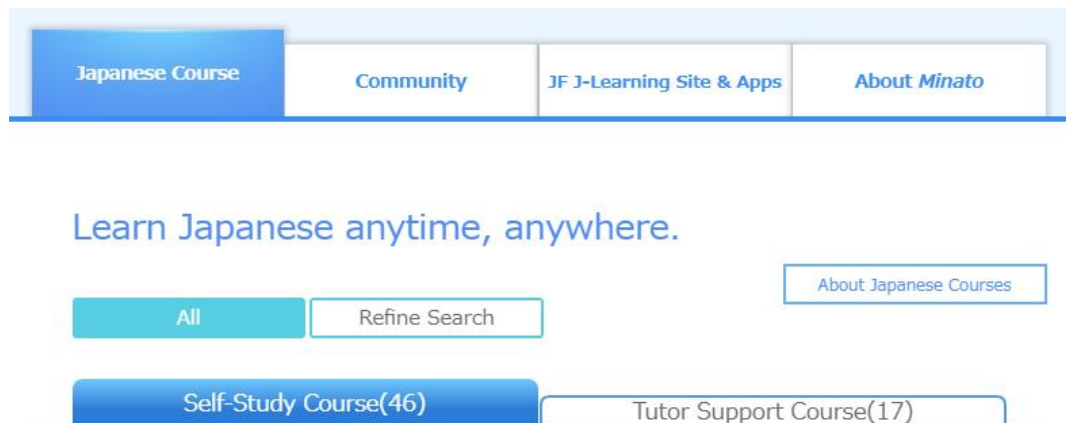 Japanese Course
Community
JF J-Learning Site & Apps
About Minato
Learn Japanese anytime, anywhere.
About Japanese Courses
All
Refine Search
Self-Study Course(46)
Tutor Support Course(17)